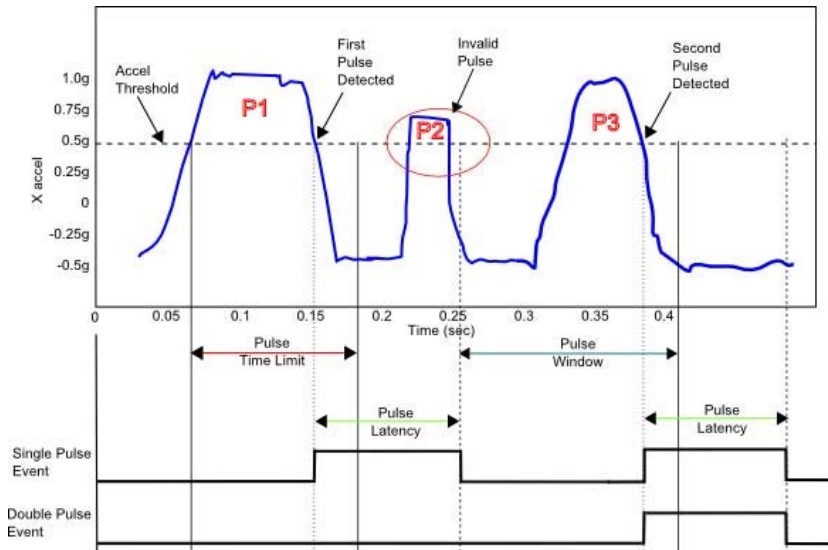 First
Pulse
Detected
Invalid
Pulse
Second
Pulse
Detected
Accel
Threshold
P1
P2
P3
X accel
1.0g
0.75g
0.5g
0.25g
0
-0.25g
-0.5g
0
0.05
0.1
0.15
0.2
0.25
0.3
0.35
0.4
Time (sec)
Pulse
Time Limit
Pulse
Window
Pulse
Latency
Pulse
Latency
Single Pulse
Event
Double Pulse
Event